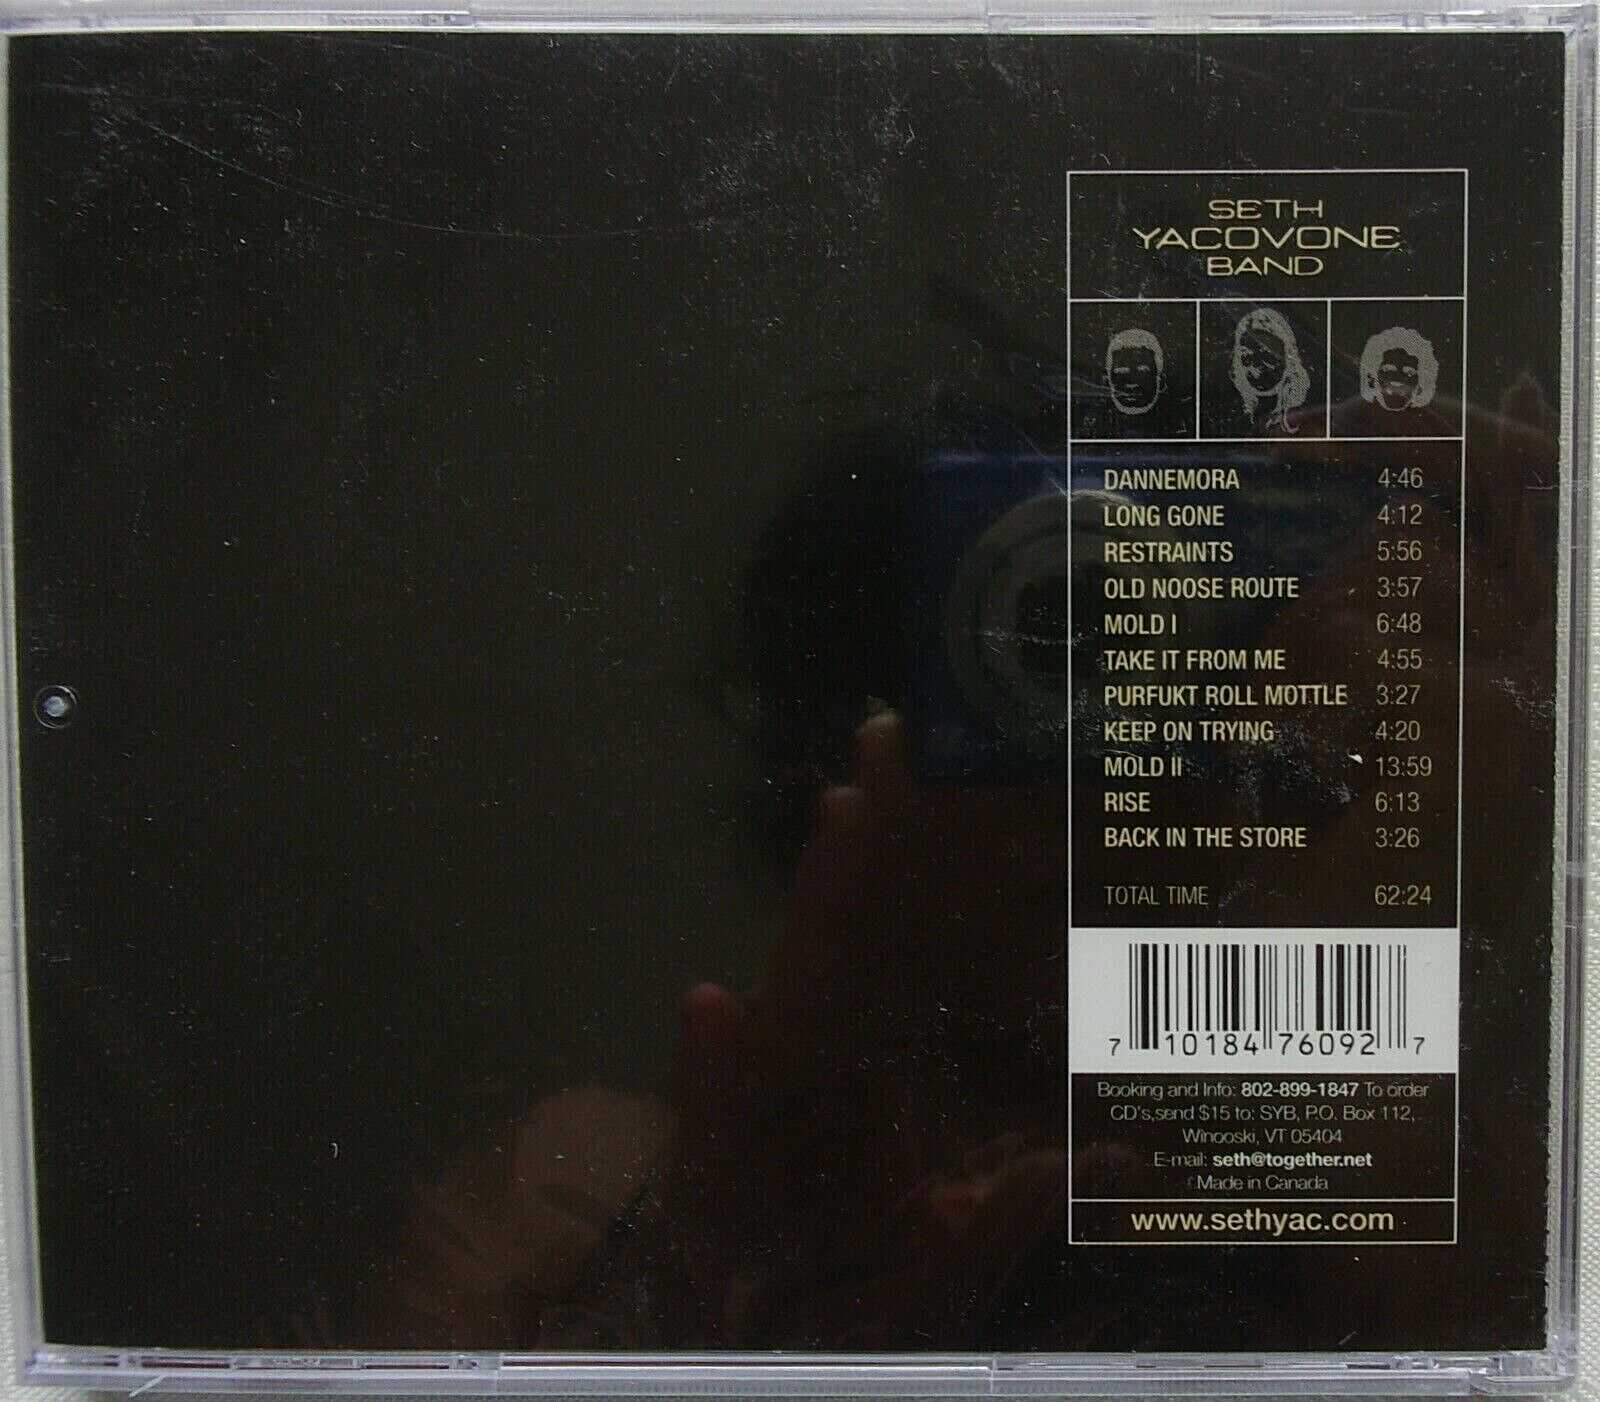 SETH
YACOVONE
BAND
DANNEMORA 4:46
LONG GONE 4:12
RESTRAINTS 5:56
OLD NOOSE ROUTE 3:57
MOLD I 6:48
TAKE IT FROM ME 4:55
PURFUKT ROLL MOTTLE 3:27
KEEP ON TRYING 4:20
MOLD II 13:59
RISE 6:13
BACK IN THE STORE 3:26
TOTAL TIME 62:24
7 10184 76092 7
Booking and Info: 802-899-1847 To order
CD's,send $15 to: SYB, P.O. Box 112,
Winooski, VT 05404
E-mail: seth@together.net
Made in Canada
www.sethyac.com